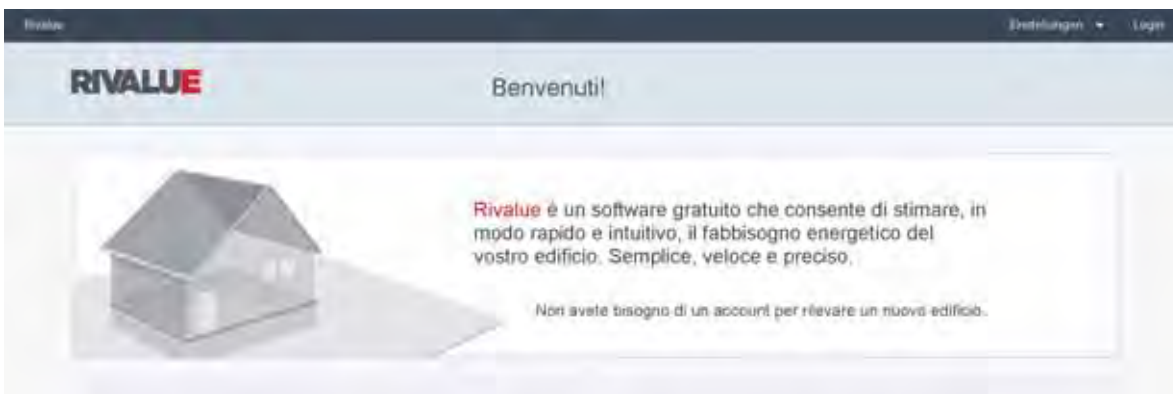 Rivalue
Einstellungen
Login
RIVALUE
Benvenuti!
Rivalue è un software gratuito che consente di stimare, in
modo rapido e intuitivo, il fabbisogno energetico del
vostro edificio. Semplice, veloce e preciso.
Non avete bisogno di un account per rilevare un nuovo edificio.